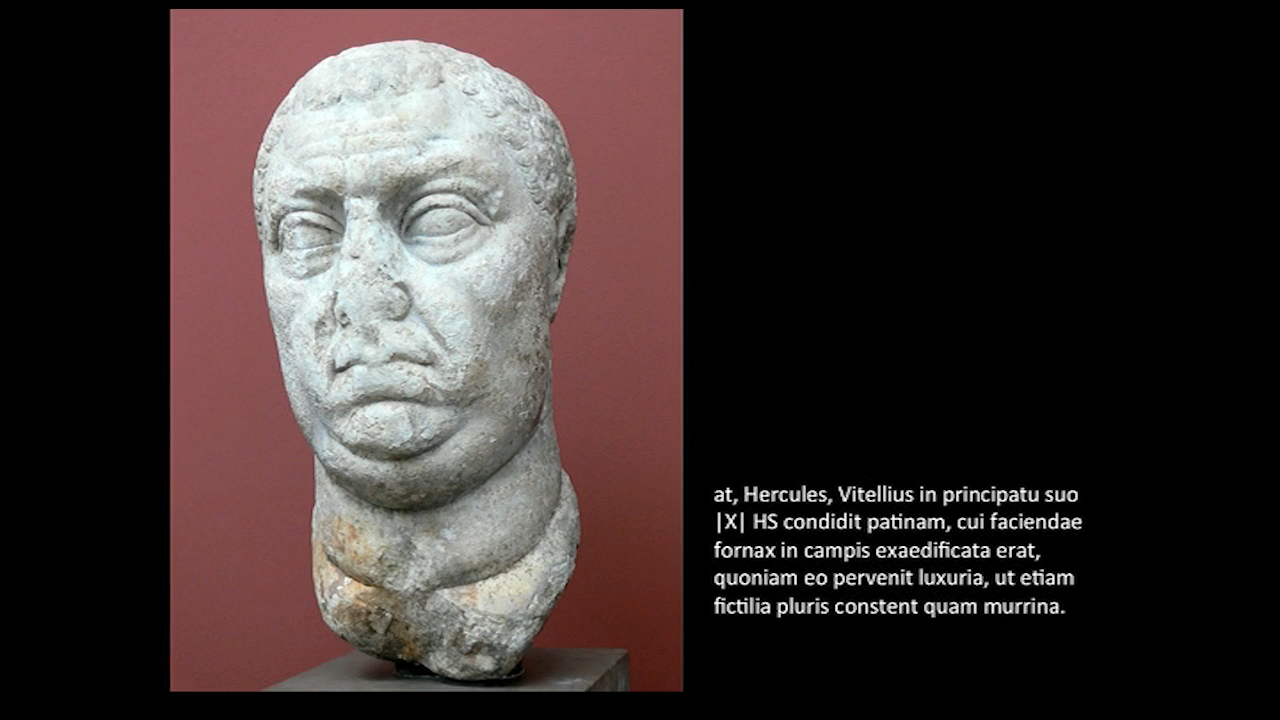 at, Hercules, Vitellius in principatu suo
|X| HS condidit patinam, cui faciendae
fornax in campis exaedificata erat,
quoniam eo pervenit luxuria, ut etiam
fictilia pluris constent quam murrina.